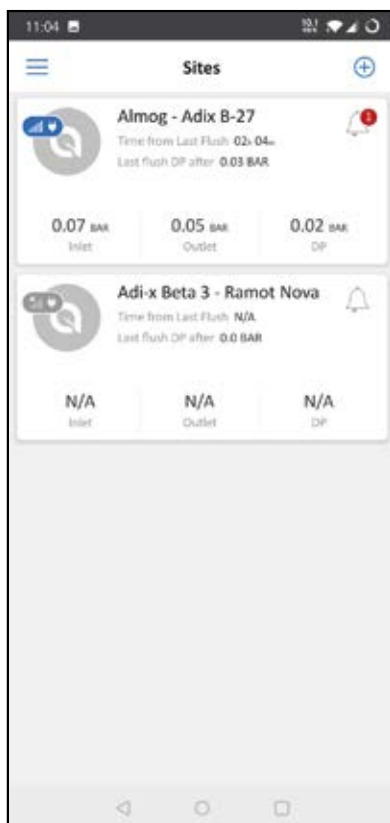 11:04
Sites
Almog - Adix B-27
1
Time from Last Flush 02h 04m
Last flush DP after 0.03 BAR
0.07 BAR 0.05 BAR 0.02 BAR
Inlet Outlet DP
Adi-x Beta 3 - Ramot Nova
Time from Last Flush N/A
Last flush DP after 0.0 BAR
N/A N/A N/A
Inlet Outlet DP